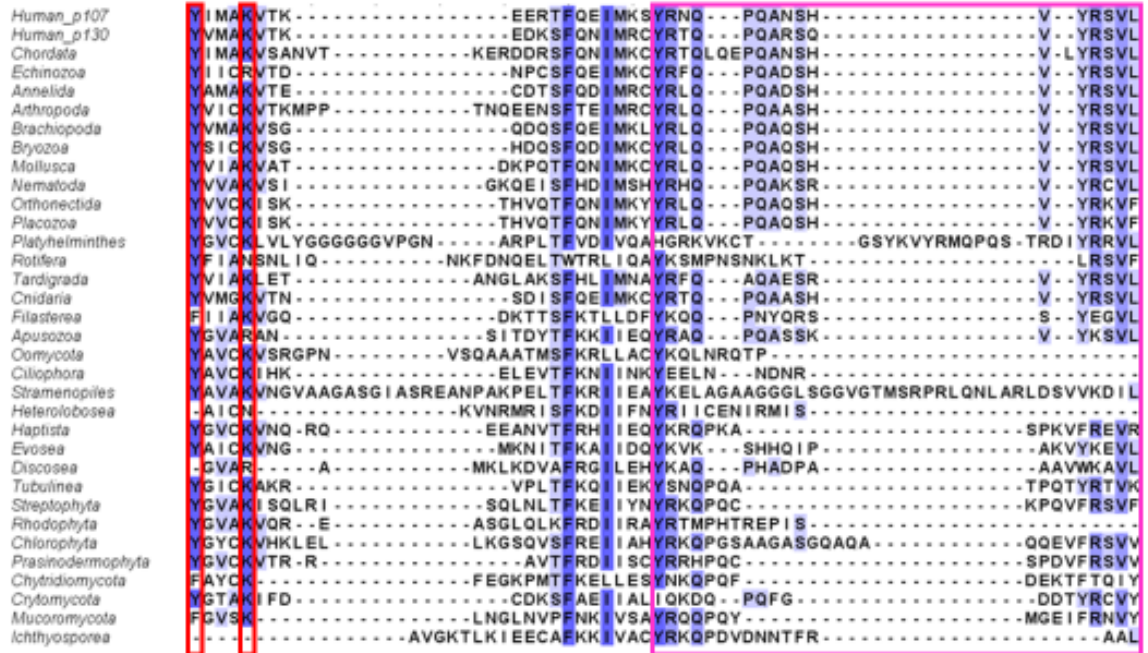 Human_p107 YIMAKVTK-----------------EERTFQEIMKSYRNQ---PQANSH-----------------V--YRSVL
Human_p130 YVMAKVTK-----------------EDKSFQNIMRCYRTQ---PQARSQ-----------------V--YRSVL
Chordata YIMAKVSANVT-----------KERDDRSFQNIMRCYRTQLQEPQANSH-----------------V-LYRSVL
Echinozoa YIICRVTD-----------------NPCSFQEIMKCYRFQ---PQADSH-----------------V--YRSVL
Annelida YAMAKVTE-----------------CDTSFQDIMRCYRLQ---PQAQSH-----------------V--YRSVL
Arthropoda YVICKVTKMPP-----------TNQEENSFTEIMRCYRLQ---PQAASH-----------------V--YRSVL
Brachiopoda YVMAKVSG-----------------QDQSFQEIMKLYRLQ---PQAQSH-----------------V--YRSVL
Bryozoa YSICKVSG-----------------HDQSFQDIMKCYRLQ---PQAQSH-----------------V--YRSVL
Mollusca YVIAKVAT----------------DKPQTFQNIMKCYRLQ---PQAQSH-----------------V--YRSVL
Nematoda YVVAKVSI---------------GKQEISFHDIMSHYRHQ---PQAKSR-----------------V--YRCVL
Orthonectida YVVCKISK----------------THVQTFQNIMKYYRLQ---PQAQSH-----------------V--YRKVF
Placozoa YVVCKISK----------------THVQTFQNIMKYYRLQ---PQAQSH-----------------V--YRKVF
Platyhelminthes YGVCKLVLYGGGGGGVPGN-----ARPLTFVDIVQAHGRKVKCT--------GSYKVYRMQPQS-TRDIYRRVL
Rotifera YFIANSNLIQ----------NKFDNQELTWTRLIQAYKSMPNSNKLKT---------------------LRSVF
Tardigrada YVIAKLET--------------ANGLAKSFHLIMNAYRFQ---AQAESR-----------------V--YRSVL
Cnidaria YVMGKVTN-----------------SDISFQEIMKCYRTQ---PQAASH-----------------V--YRSVL
Filasterea FIIAKVGQ----------------DKTTSFKTLLDFYKQQ---PNYQRS-----------------S--YEGVL
Apusozoa YGVARAN----------------SITDYTFKKIIEQYRAQ---PQASSK-----------------V--YKSVL
Oomycota YAVCKVSRGPN---------VSQAAATMSFKRLLACYKQLNRQTP-----------------------------
Ciliophora YAVCKIHK----------------ELEVTFKNIINKYEELN--NDNR---------------------------
Stramenopiles YAVAKVNGVAAGASGIASREANPAKPELTFKRIIEAYKELAGAAGGGLSGGVGTMSRPRLQNLARLDSVVKDIL
Heterolobosea -AICN----------------KVNRMRISFKDIIFNYRIICENIRMIS--------------------------
Haptista YGVCKVNQ-RQ------------EEANVTFRHIIEQYKRQPKA----------------------SPKVFREVR
Evosea YAICKVNG----------------MKNITFKAIIDQYKVK---SHHQIP-----------------AKVYKEVL
Discosea -GVAR-----A-----------MKLKDVAFRGILEHYKAQ---PHADPA-----------------AAVWKAVL
Tubulinea YGICKAKR-----------------VPLTFKQIIEKYSNQPQA----------------------TPQTYRTVK
Streptophyta YGVAKISQLRI------------SQLNLTFKEIIYNYRKQPQC----------------------KPQVFRSVF
Rhodophyta YGVAKVQR--E-----------ASGLQLKFRDIIRAYRTMPHTREPIS--------------------------
Chlorophyta YGYCKVHKLEL-----------LKGSQVSFREIIAHYRKQPGSAAGASGQAQA------------QQEVFRSVV
Prasinodermophyta YGVCKVTR-R----------------AVTFRDIISCYRRHPQC----------------------SPDVFRSVV
Chytridiomycota FAYCK-----------------FEGKPMTFKELLESYNKQPQF----------------------DEKTFTQIY
Crytomycota YGTAKIFD-----------------CDKSFAEIIALIQKDQ--PQFG-------------------DDTYRCVY
Mucoromycota FGVSK-----------------LNGLNVPFNKIVSAYRQQPQY----------------------MGEIFRNVY
Ichthyosporea -----------------AVGKTLKIEECAFKKIVACYRKQPDVDNNTFR----------------------AAL